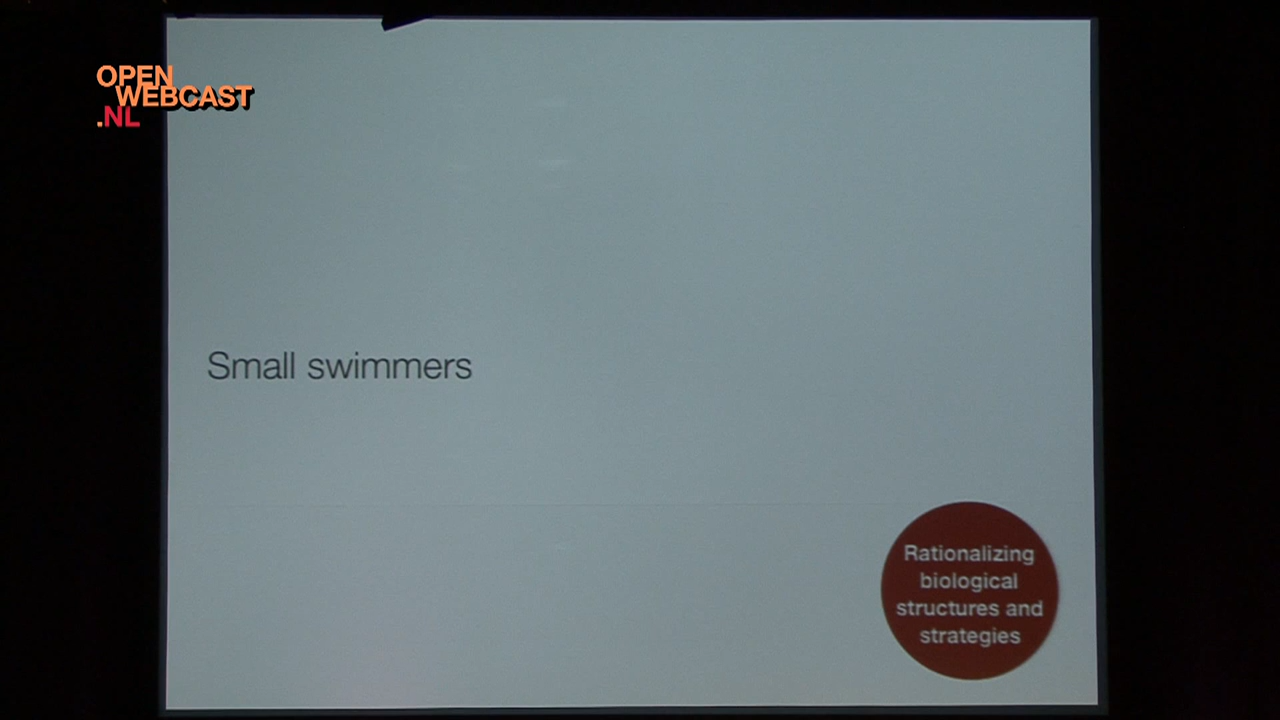 OPEN
WEBCAST
.NL
Small swimmers
Rationalizing
biological
structures and
strategies